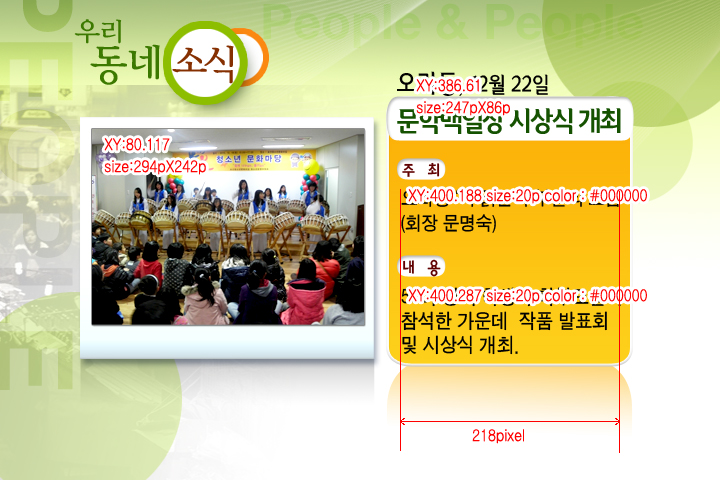 People & People
우리
동네 소식
12월 22일
XY:386.61
size:247pX86p
문학백일장 시상식 개최
XY:80.117
size:294pX242p
청소년 문화마당
주 최
XY:400.188 size:20p color : #000000
(회장 문명숙)
내 용
XY:400.287 size:20p color : #000000
참석한 가운데 작품 발표회
및 시상식 개최.
218pixel